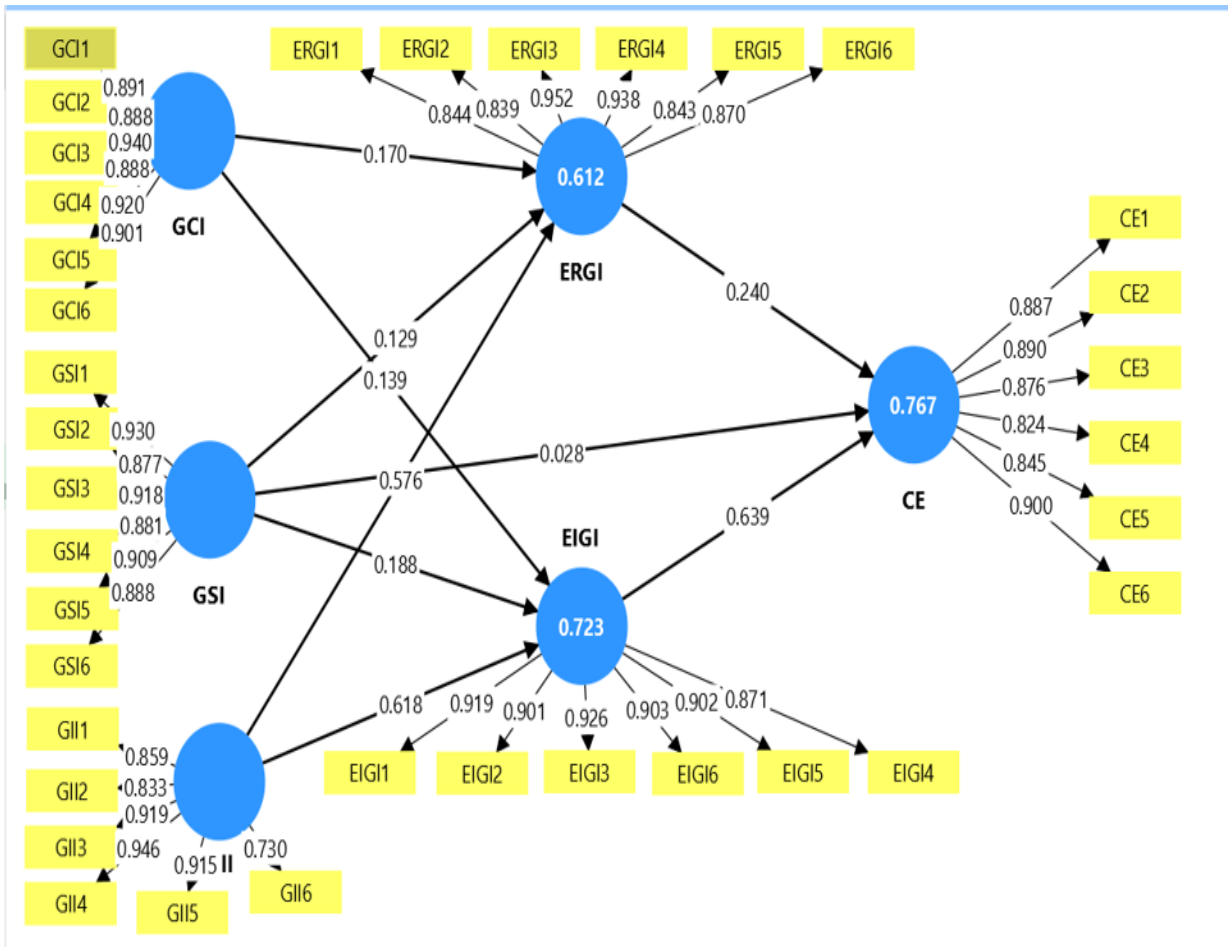 GCI1
GCI2
GCI3
GCI4
GCI5
GCI6
0.891
0.888
0.940
0.888
0.920
0.901
GCI
ERGI1
ERGI2
ERGI3
ERGI4
ERGI5
ERGI6
0.844
0.839
0.952
0.938
0.843
0.870
0.612
ERGI
0.170
0.129
0.139
0.576
0.240
0.028
0.188
0.618
0.639
GSI1
GSI2
GSI3
GSI4
GSI5
GSI6
0.930
0.877
0.918
0.881
0.909
0.888
GSI
EIGI
0.723
0.919
0.901
0.926
0.903
0.902
0.871
EIGI1
EIGI2
EIGI3
EIGI6
EIGI5
EIGI4
0.767
CE
0.887
0.890
0.876
0.824
0.845
0.900
CE1
CE2
CE3
CE4
CE5
CE6
GII1
GII2
GII3
GII4
GII5
GII6
0.859
0.833
0.919
0.946
0.915
0.730
II